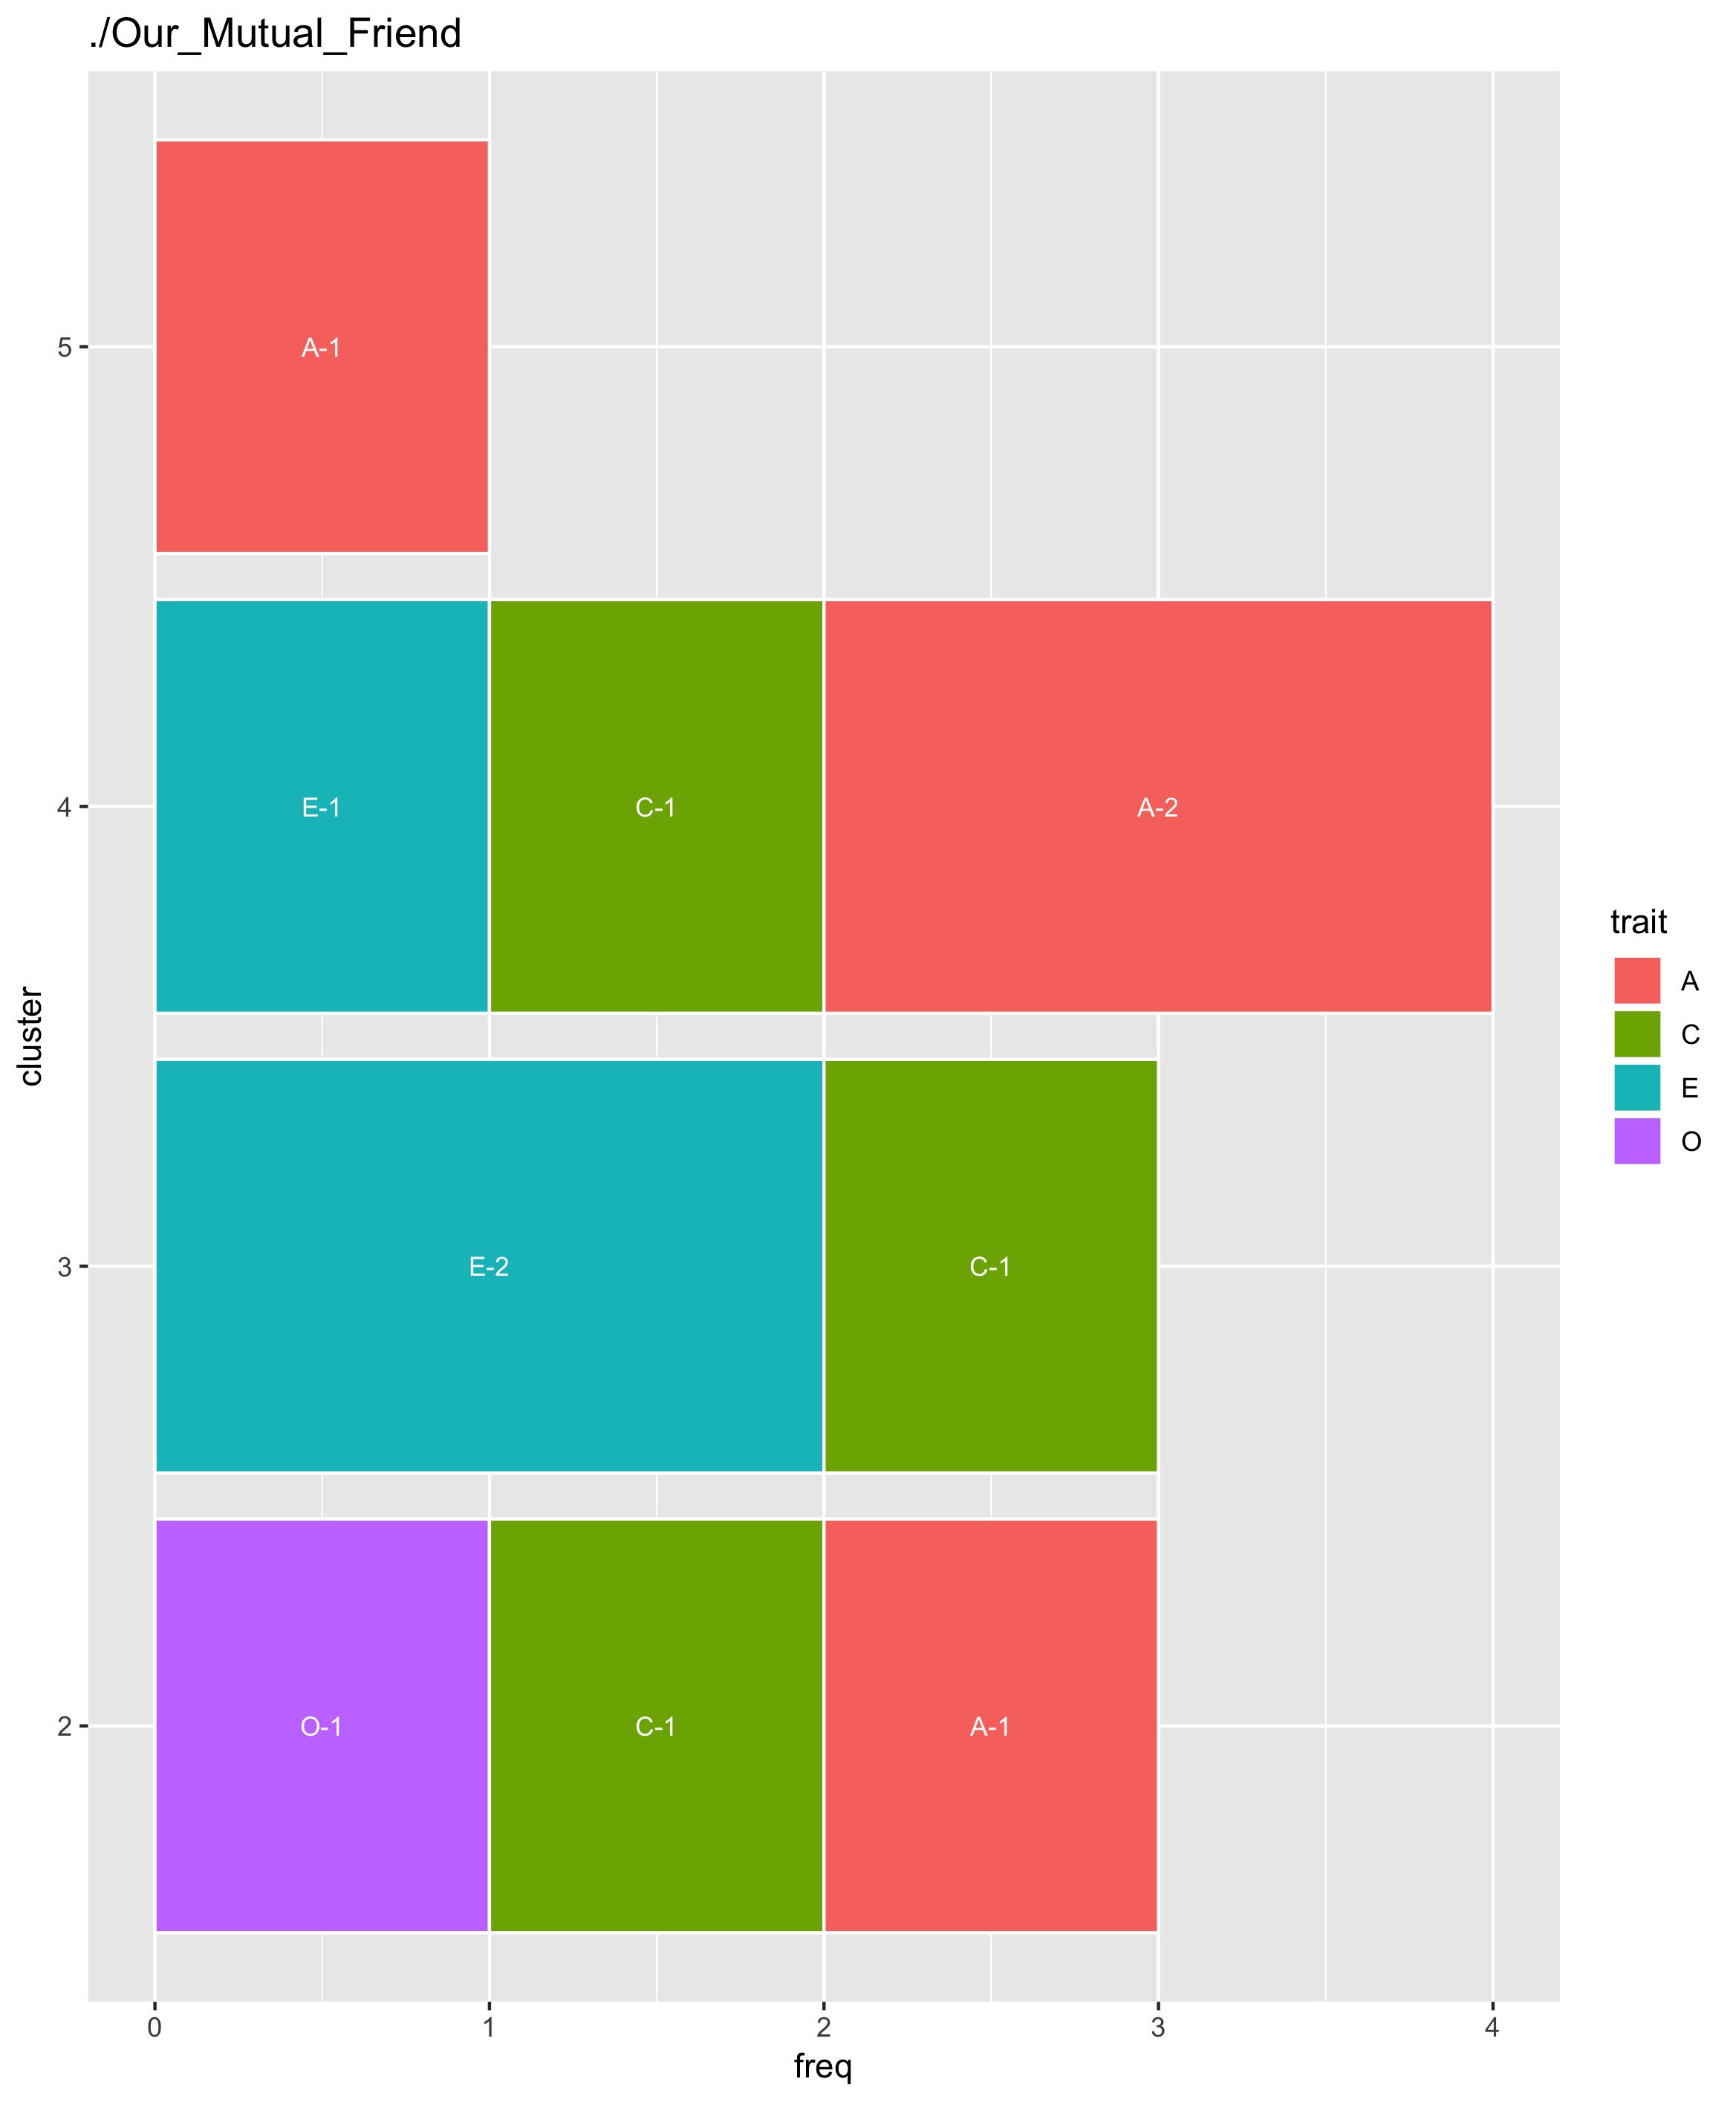 ./Our_Mutual_Friend
5
A-1
4
E-1 C-1 A-2
cluster
3
E-2 C-1
2
O-1 C-1 A-1
0 1 2 3 4
freq
trait
A
C
E
O